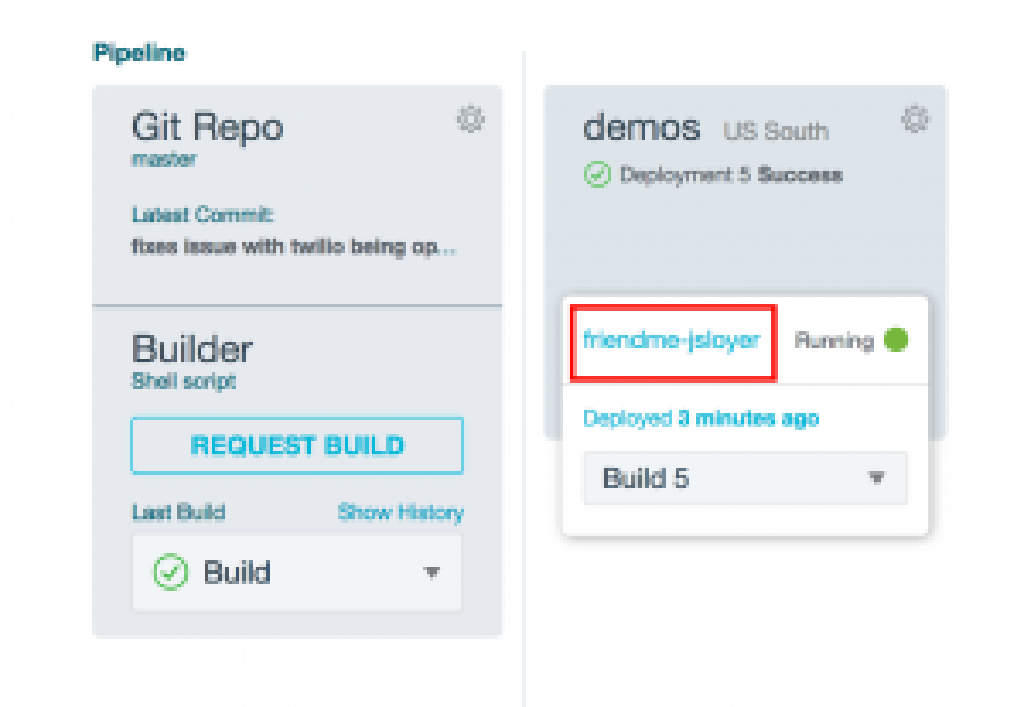 Pipeline
Git Repo
master
Latest Commit:
fixes issue with twilio being op...
Builder
Shell script
REQUEST BUILD
Last Build Show History
Build
demos US South
Deployment 5 Success
friendme-jsloyer Running
Deployed 3 minutes ago
Build 5